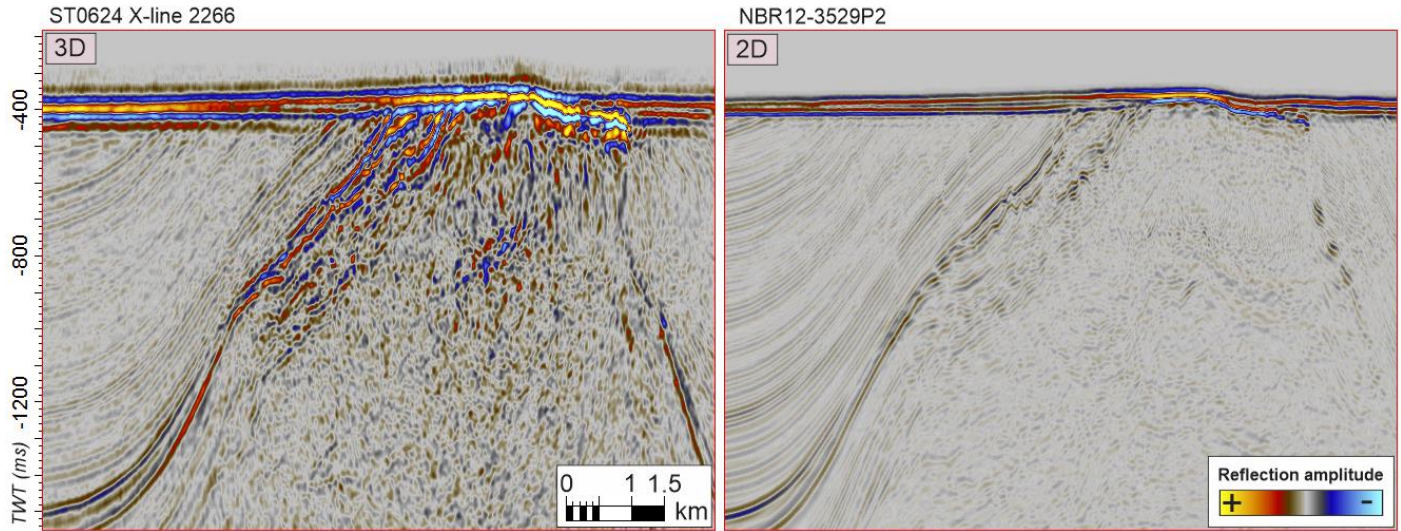 ST0624 X-line 2266
NBR12-3529P2
3D
2D
-400
-800
-1200
TWT (ms)
0 1 1.5
km
Reflection amplitude
+ -